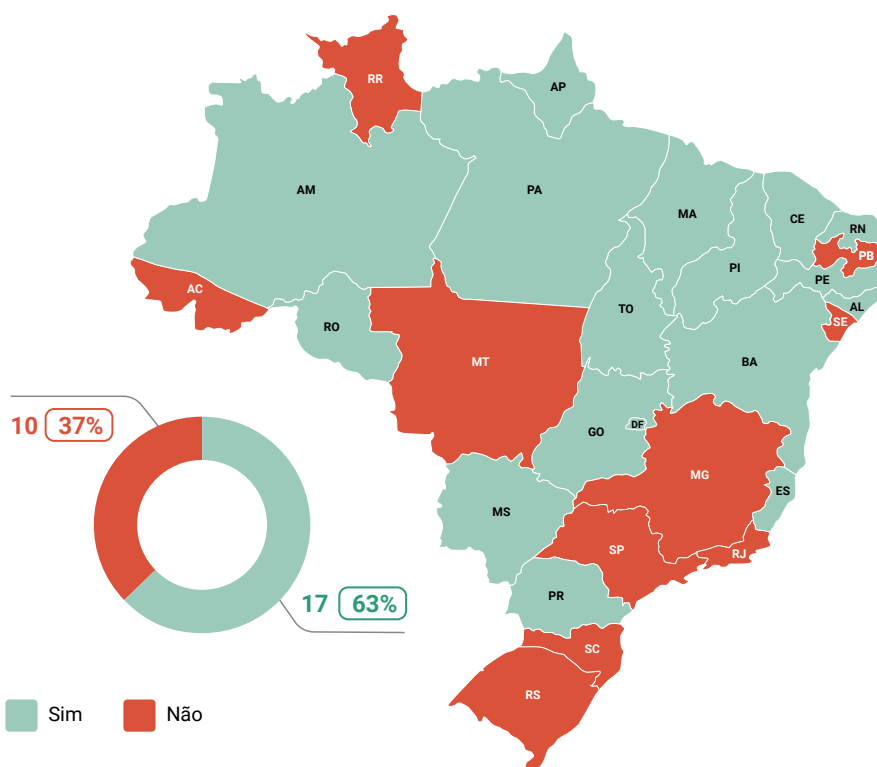 RR
AP
AM
PA
MA
CE
RN
PB
PI
PE
AC
AL
TO
SE
RO
MT
BA
10 37%
GO
DF
MG
ES
MS
SP
RJ
17 63%
PR
SC
RS
Sim
Não